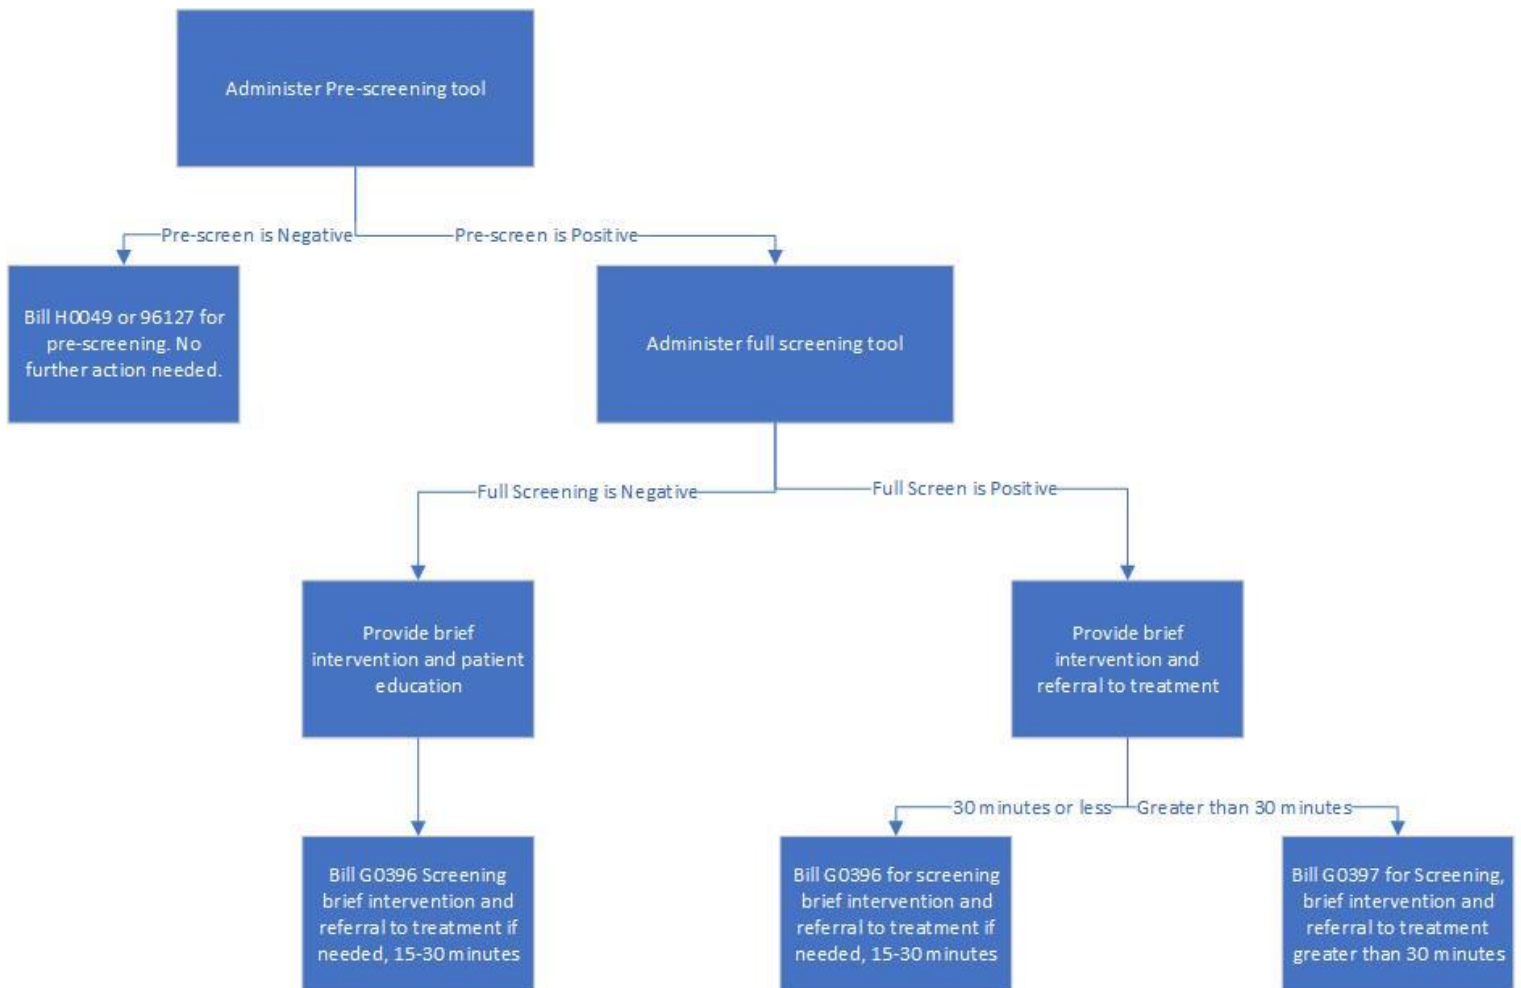 Administer Pre-screening tool
Pre-screen is Negative
Pre-screen is Positive
Bill H0049 or 96127 for
pre-screening. No
further action needed.
Administer full screening tool
Full Screening is Negative
Full Screen is Positive
Provide brief
intervention and patient
education
Provide brief
intervention and
referral to treatment
30 minutes or less
Greater than 30 minutes
Bill G0396 Screening
brief intervention and
referral to treatment if
needed, 15-30 minutes
Bill G0396 for screening
brief intervention and
referral to treatment if
needed, 15-30 minutes
Bill G0397 for Screening,
brief intervention and
referral to treatment
greater than 30 minutes